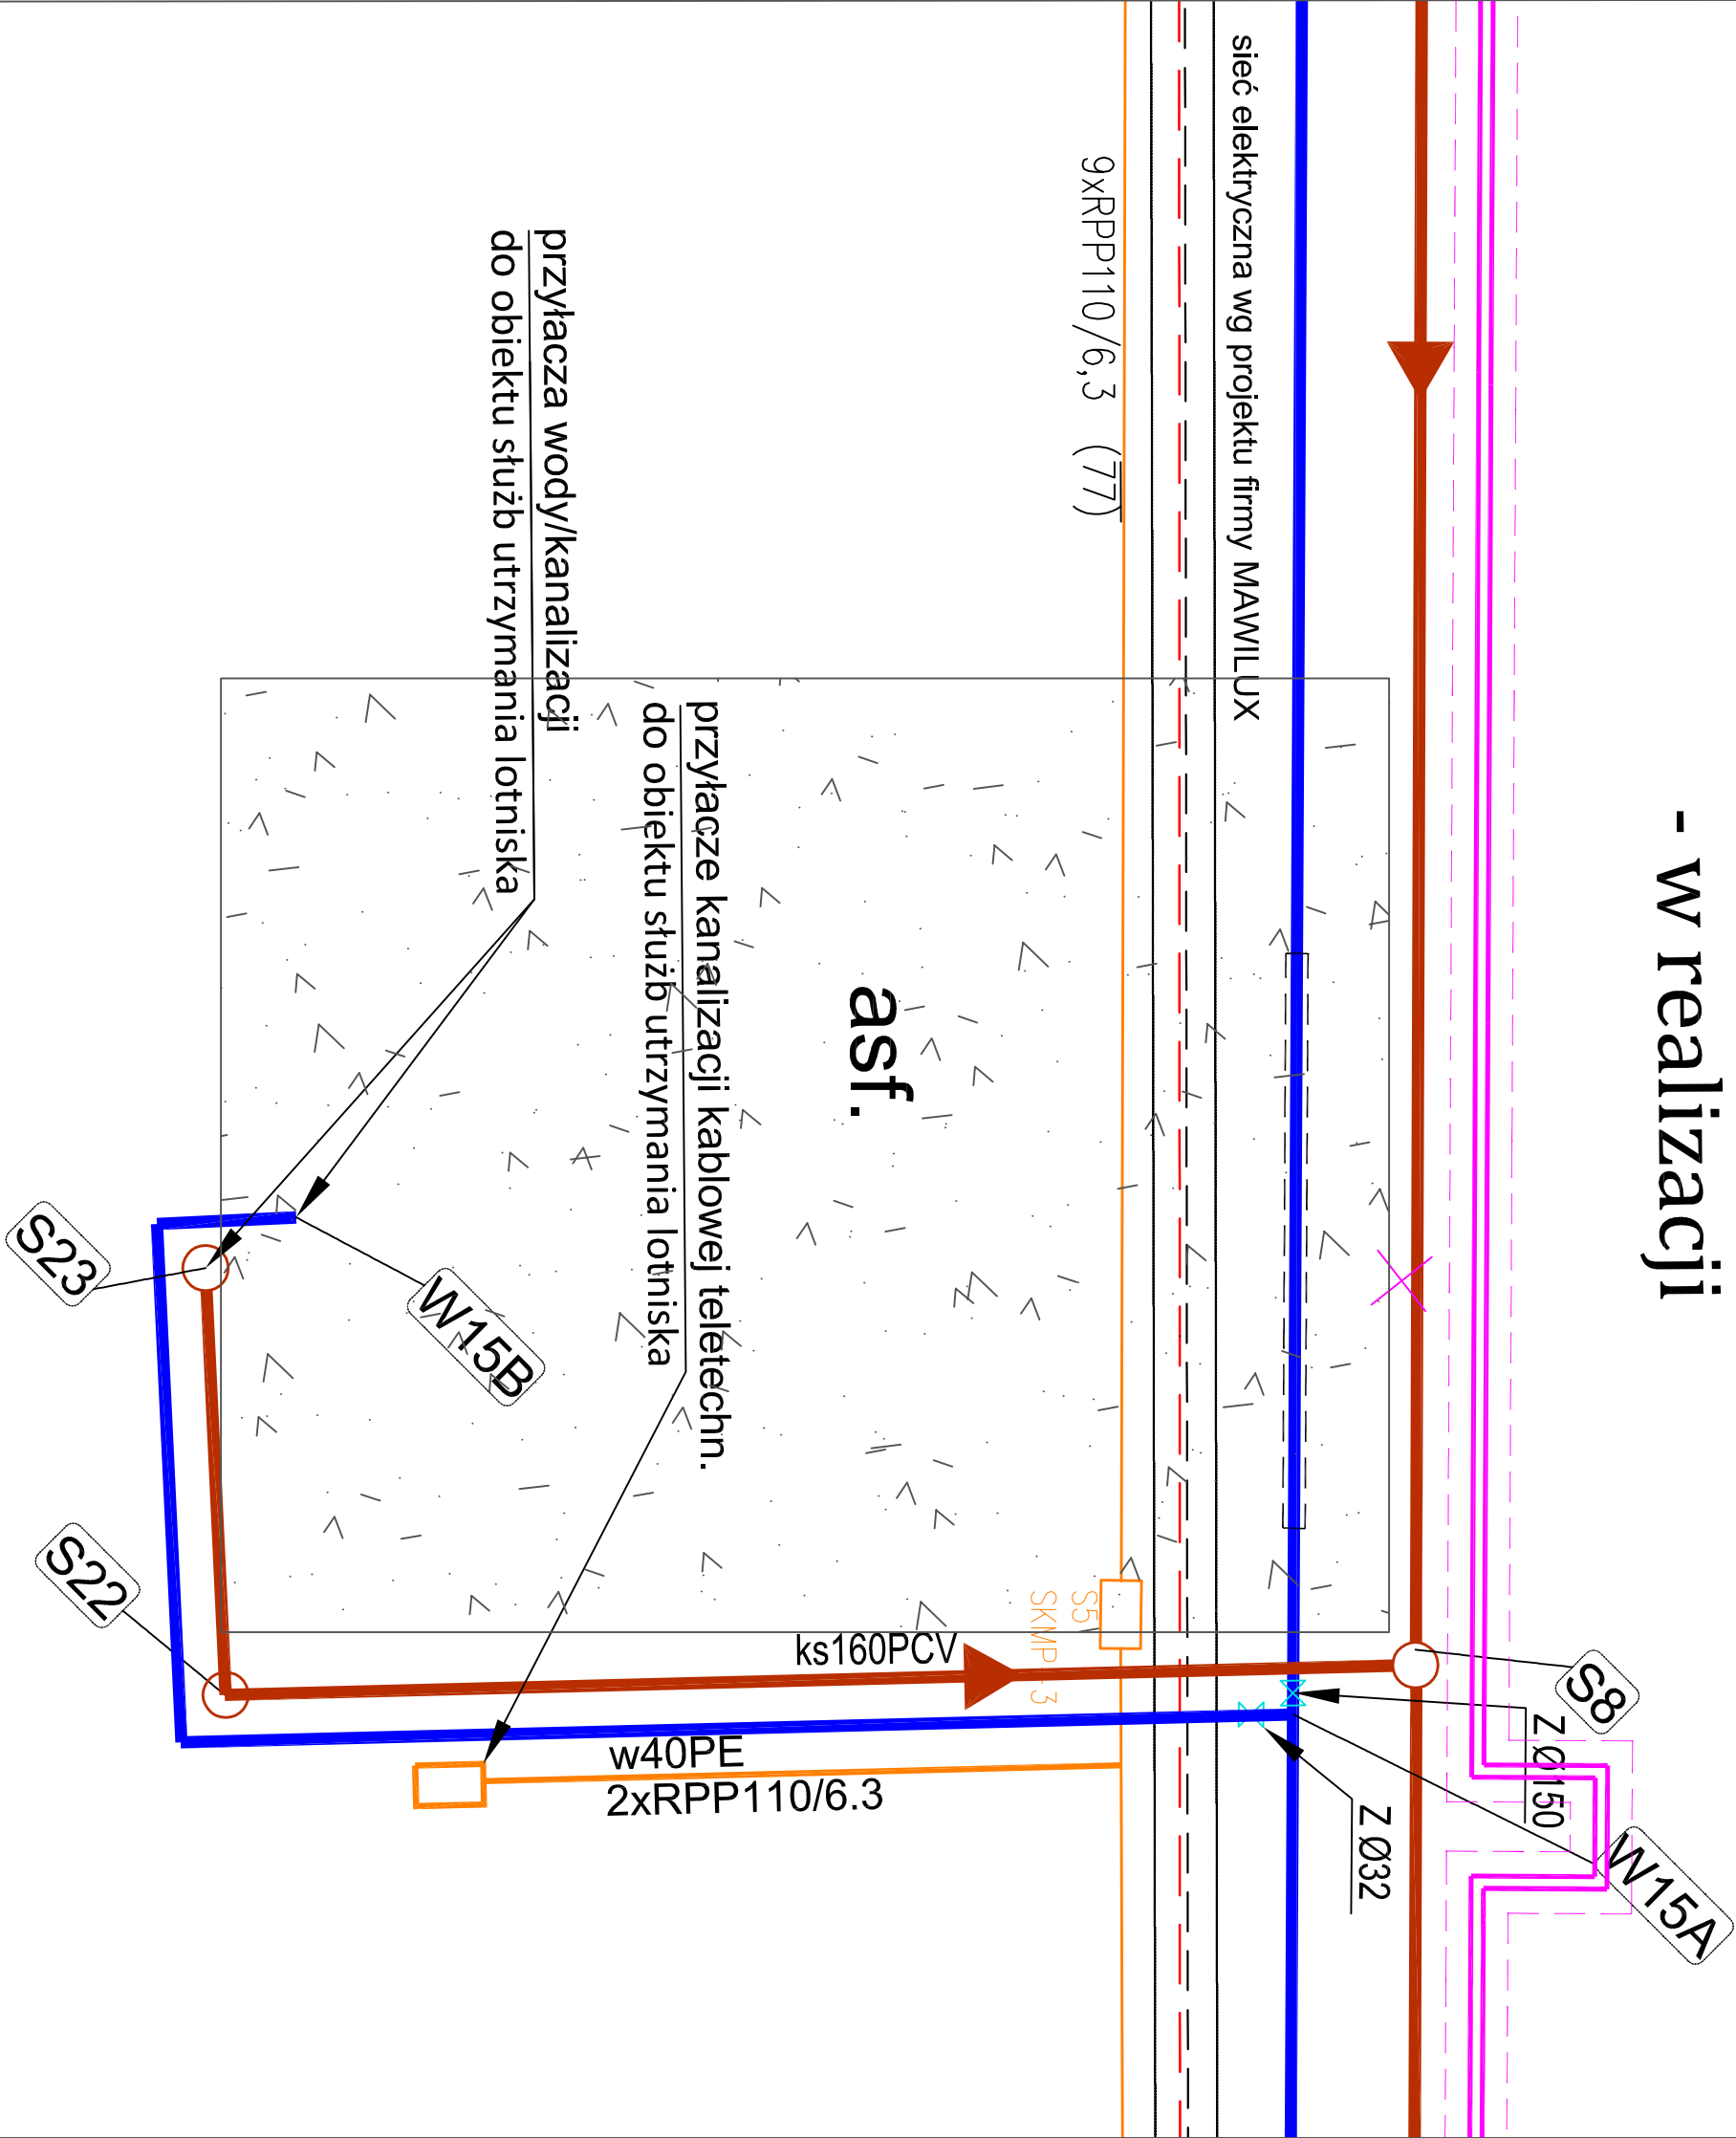 - w realizacji
sieć elektryczna wg projektu firmy MAWILUX
9xRPP110/6,3 (77)
przyłącza wody/kanalizacji
do obiektu służb utrzymania lotniska
przyłącze kanalizacji kablowej teletechn.
do obiektu służb utrzymania lotniska
asf.
S23
W15B
S22
S5
SKMP-3
ks160PCV
S8
Z Ø150
w40PE
2xRPP110/6.3
Z Ø32
W15A